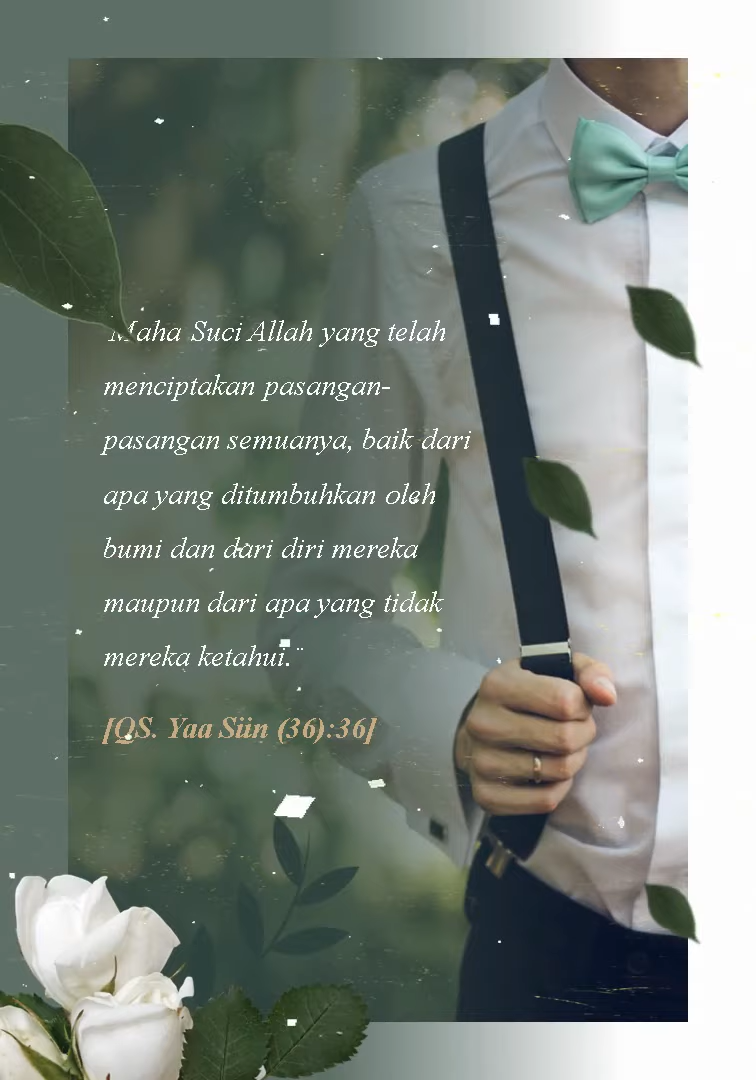 "Maha Suci Allah yang telah
menciptakan pasangan-
pasangan semuanya, baik dari
apa yang ditumbuhkan oleh
bumi dan dari diri mereka
maupun dari apa yang tidak
mereka ketahui."
[QS. Yaa Siin (36):36]